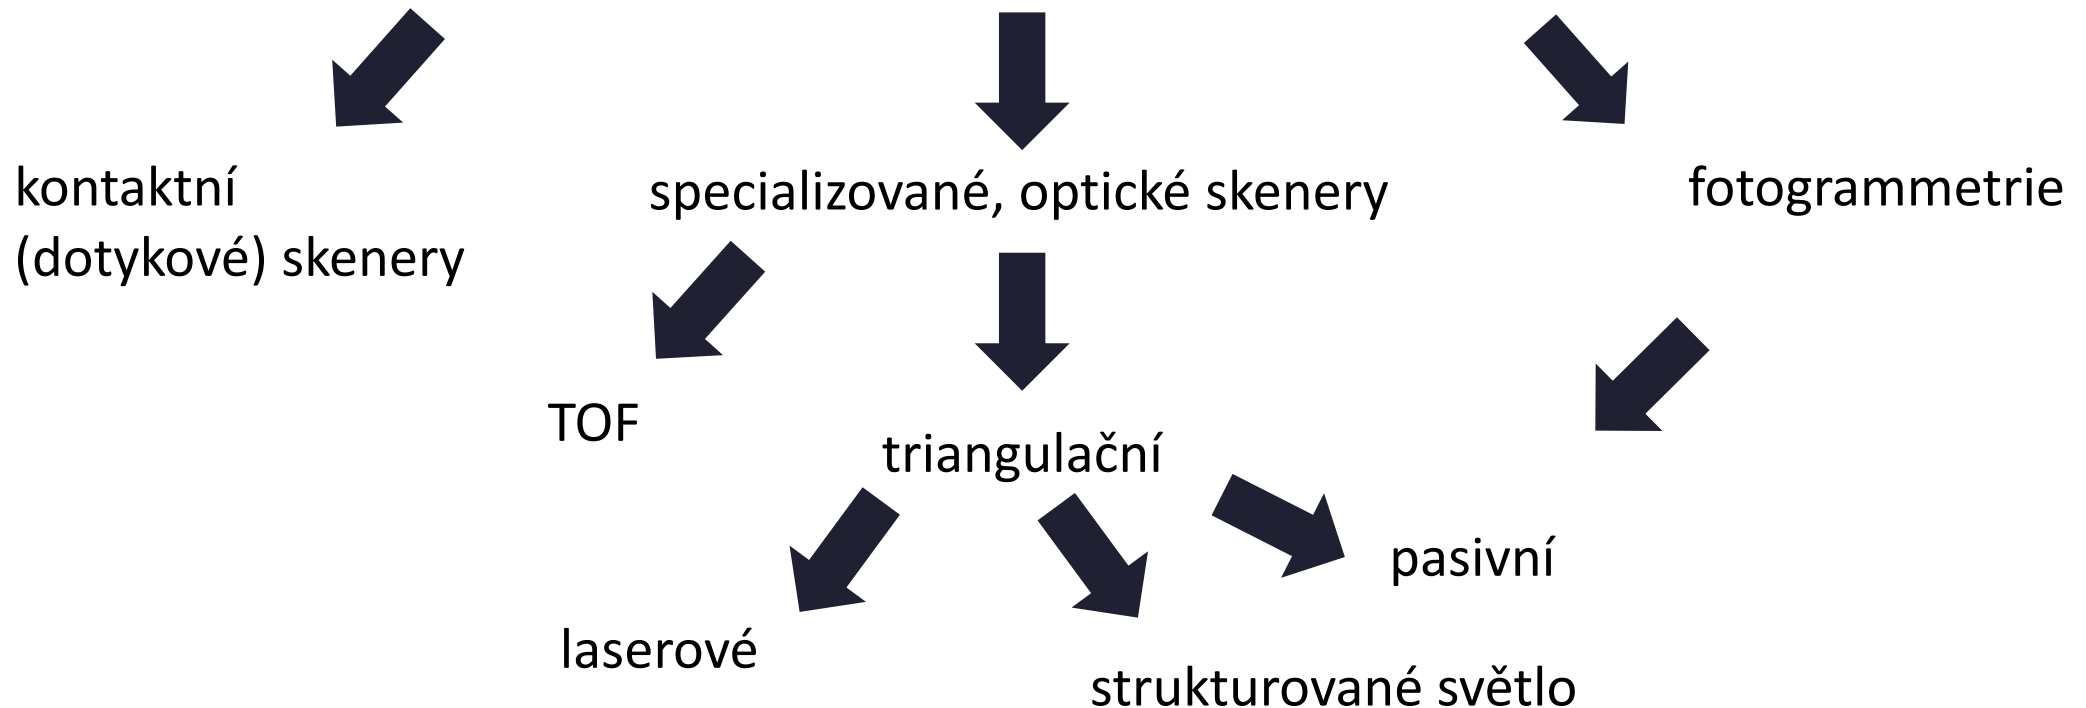 kontaktní
(dotykové) skenery
specializované, optické skenery
fotogrammetrie
TOF
triangulační
pasivní
laserové
strukturované světlo